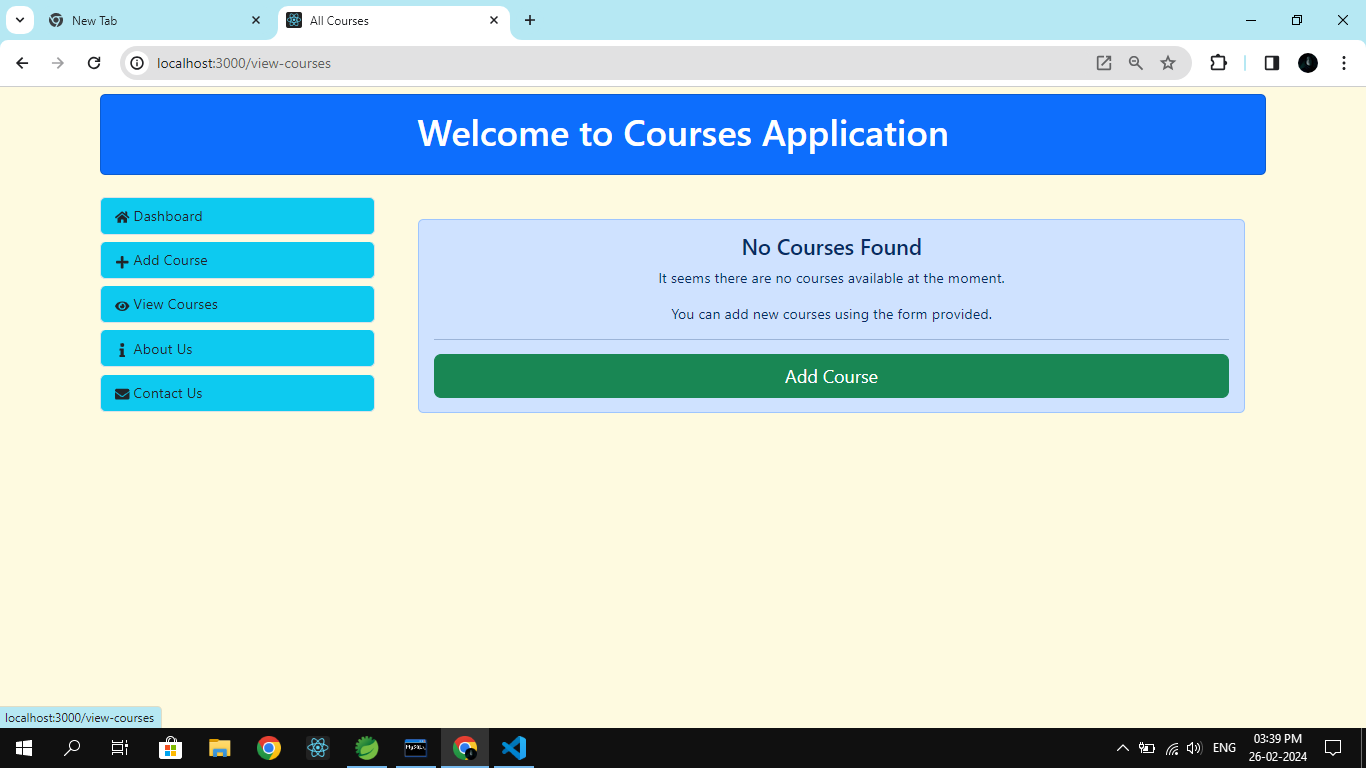 New Tab
All Courses
localhost:3000/view-courses
Welcome to Courses Application
Dashboard
Add Course
View Courses
About Us
Contact Us
No Courses Found
It seems there are no courses available at the moment.
You can add new courses using the form provided.
Add Course
localhost:3000/view-courses
MySQL
ENG
03:39 PM
26-02-2024